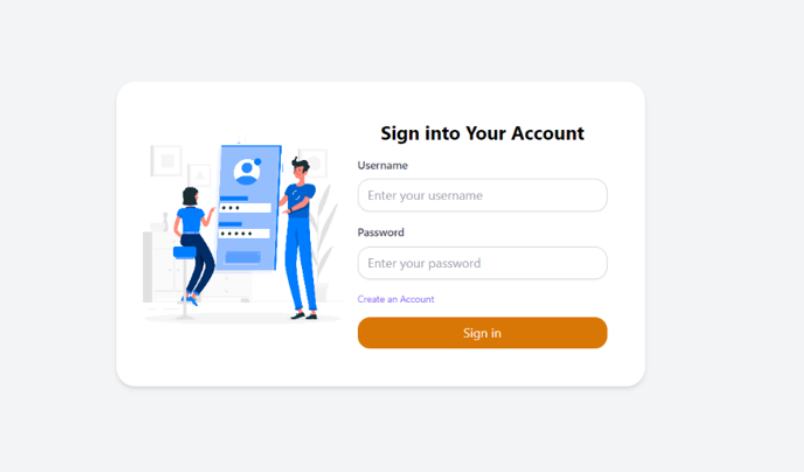 Sign into Your Account
Username
Enter your username
Password
Enter your password
Create an Account
Sign in